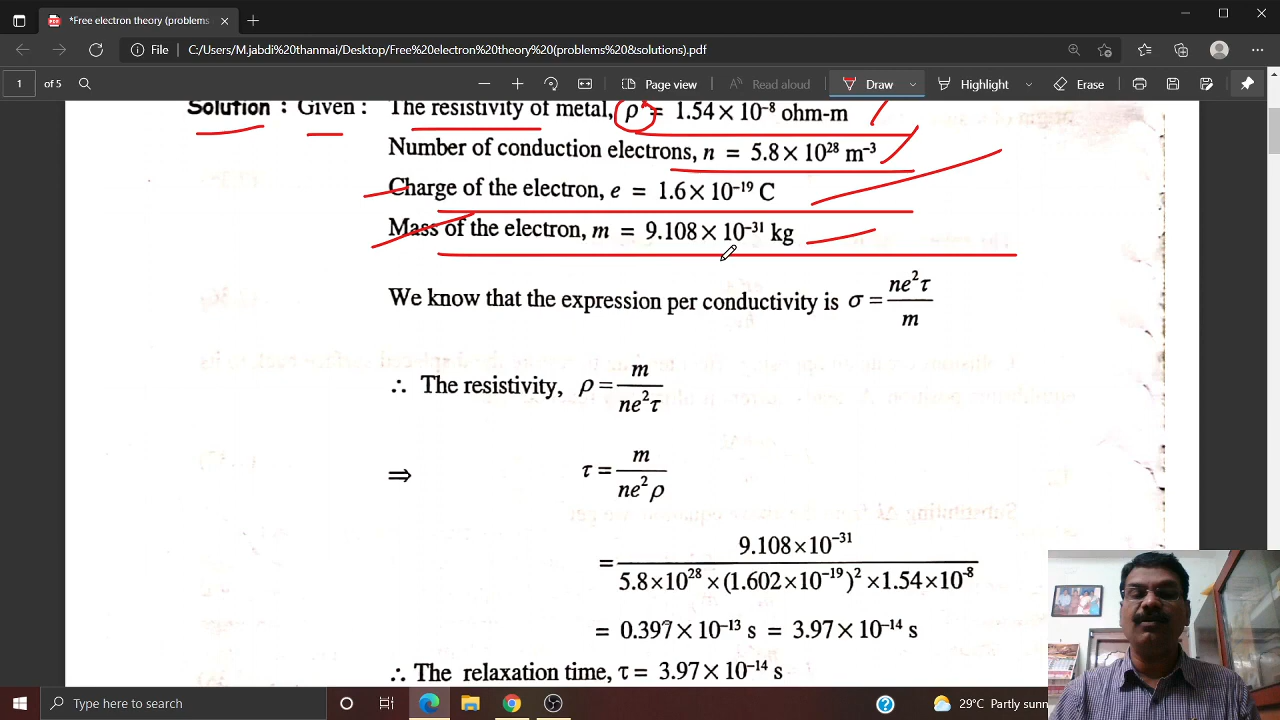 *Free electron theory (problems
File
C:/Users/M.jabdi%20thanmai/Desktop/Free%20electron%20theory%20(problems%20&solutions).pdf
1 of 5
Page view
Read aloud
Draw
Highlight
Erase
Solution : Given : The resistivity of metal, ρ = 1.54 × 10⁻⁸ ohm-m
Number of conduction electrons, n = 5.8 × 10²⁸ m⁻³
Charge of the electron, e = 1.6 × 10⁻¹⁹ C
Mass of the electron, m = 9.108 × 10⁻³¹ kg
We know that the expression per conductivity is σ = ne²τ / m
∴ The resistivity, ρ = m / ne²τ
⇒ τ = m / ne²ρ
= 9.108×10⁻³¹ / 5.8×10²⁸ ×(1.602×10⁻¹⁹)² ×1.54×10⁻⁸
= 0.397 × 10⁻¹³ s = 3.97 × 10⁻¹⁴ s
∴ The relaxation time, τ = 3.97 × 10⁻¹⁴ s
Type here to search
29°C Partly sunn